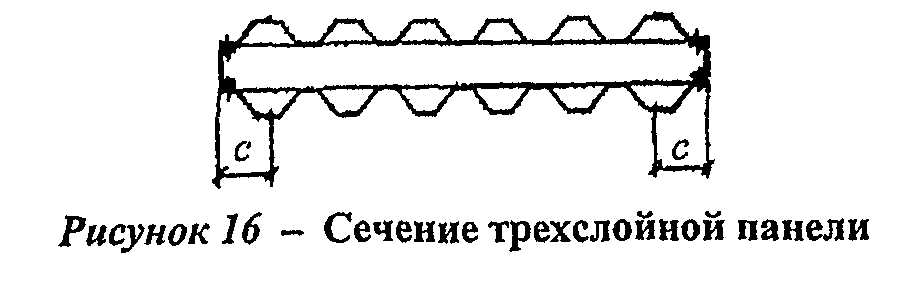 с с
Рисунок 16 – Сечение трехслойной панели